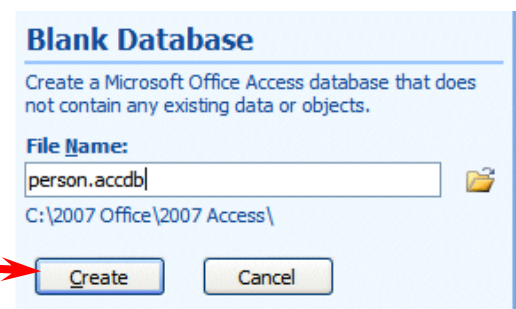 Blank Database
Create a Microsoft Office Access database that does
not contain any existing data or objects.
File Name:
person.accdb
C:\2007 Office\2007 Access\
Create Cancel